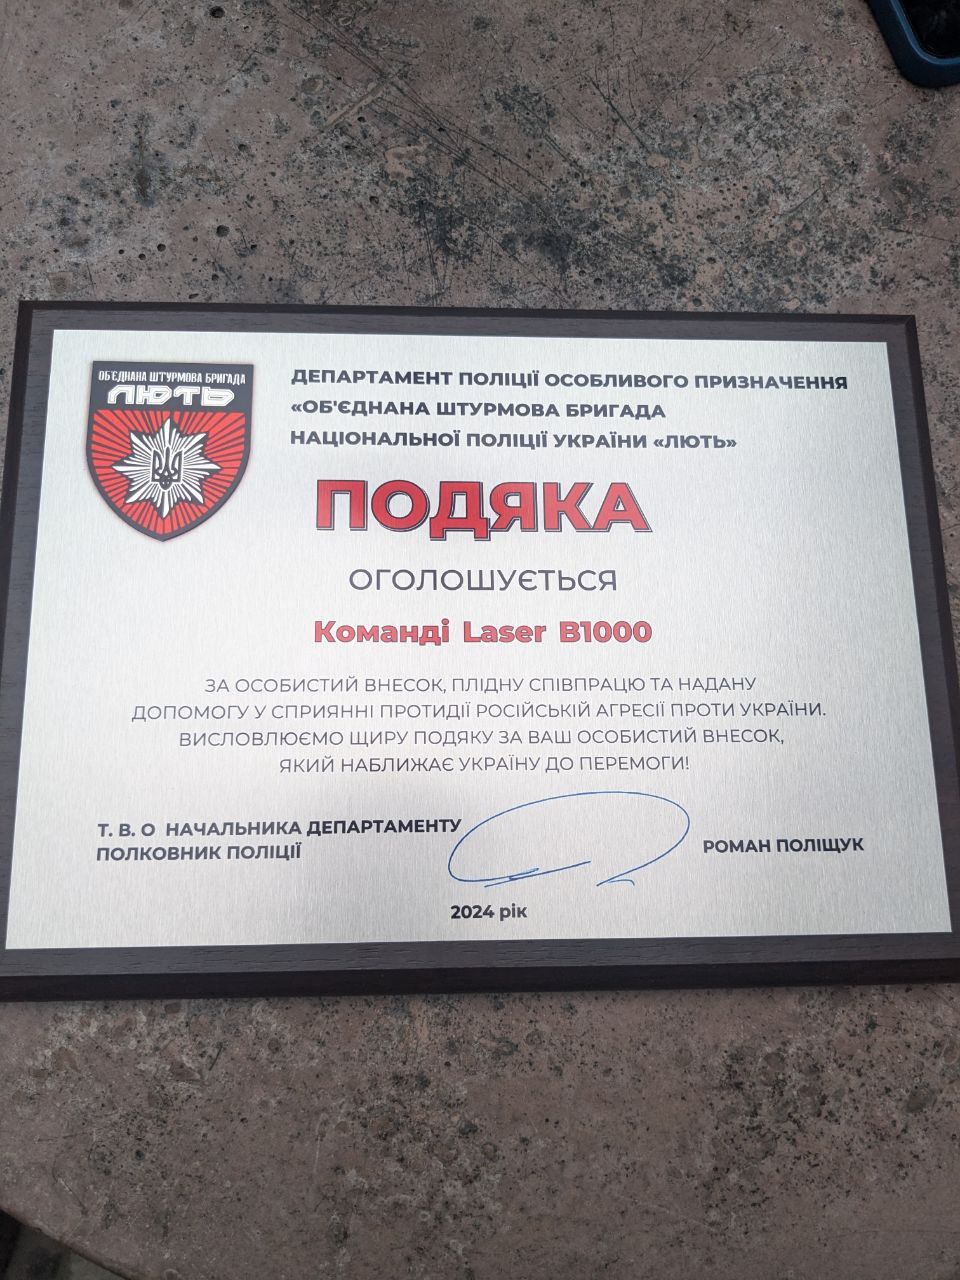 ОБ'ЄДНАНА ШТУРМОВА БРИГАДА
ЛЮТЬ
ДЕПАРТАМЕНТ ПОЛІЦІЇ ОСОБЛИВОГО ПРИЗНАЧЕННЯ
«ОБ'ЄДНАНА ШТУРМОВА БРИГАДА
НАЦІОНАЛЬНОЇ ПОЛІЦІЇ УКРАЇНИ «ЛЮТЬ»
ПОДЯКА
ОГОЛОШУЄТЬСЯ
Команді Laser B1000
ЗА ОСОБИСТИЙ ВНЕСОК, ПЛІДНУ СПІВПРАЦЮ ТА НАДАНУ
ДОПОМОГУ У СПРИЯННІ ПРОТИДІЇ РОСІЙСЬКІЙ АГРЕСІЇ ПРОТИ УКРАЇНИ.
ВИСЛОВЛЮЄМО ЩИРУ ПОДЯКУ ЗА ВАШ ОСОБИСТИЙ ВНЕСОК,
ЯКИЙ НАБЛИЖАЄ УКРАЇНУ ДО ПЕРЕМОГИ!
Т. В. О НАЧАЛЬНИКА ДЕПАРТАМЕНТУ
ПОЛКОВНИК ПОЛІЦІЇ
РОМАН ПОЛІЩУК
2024 рік